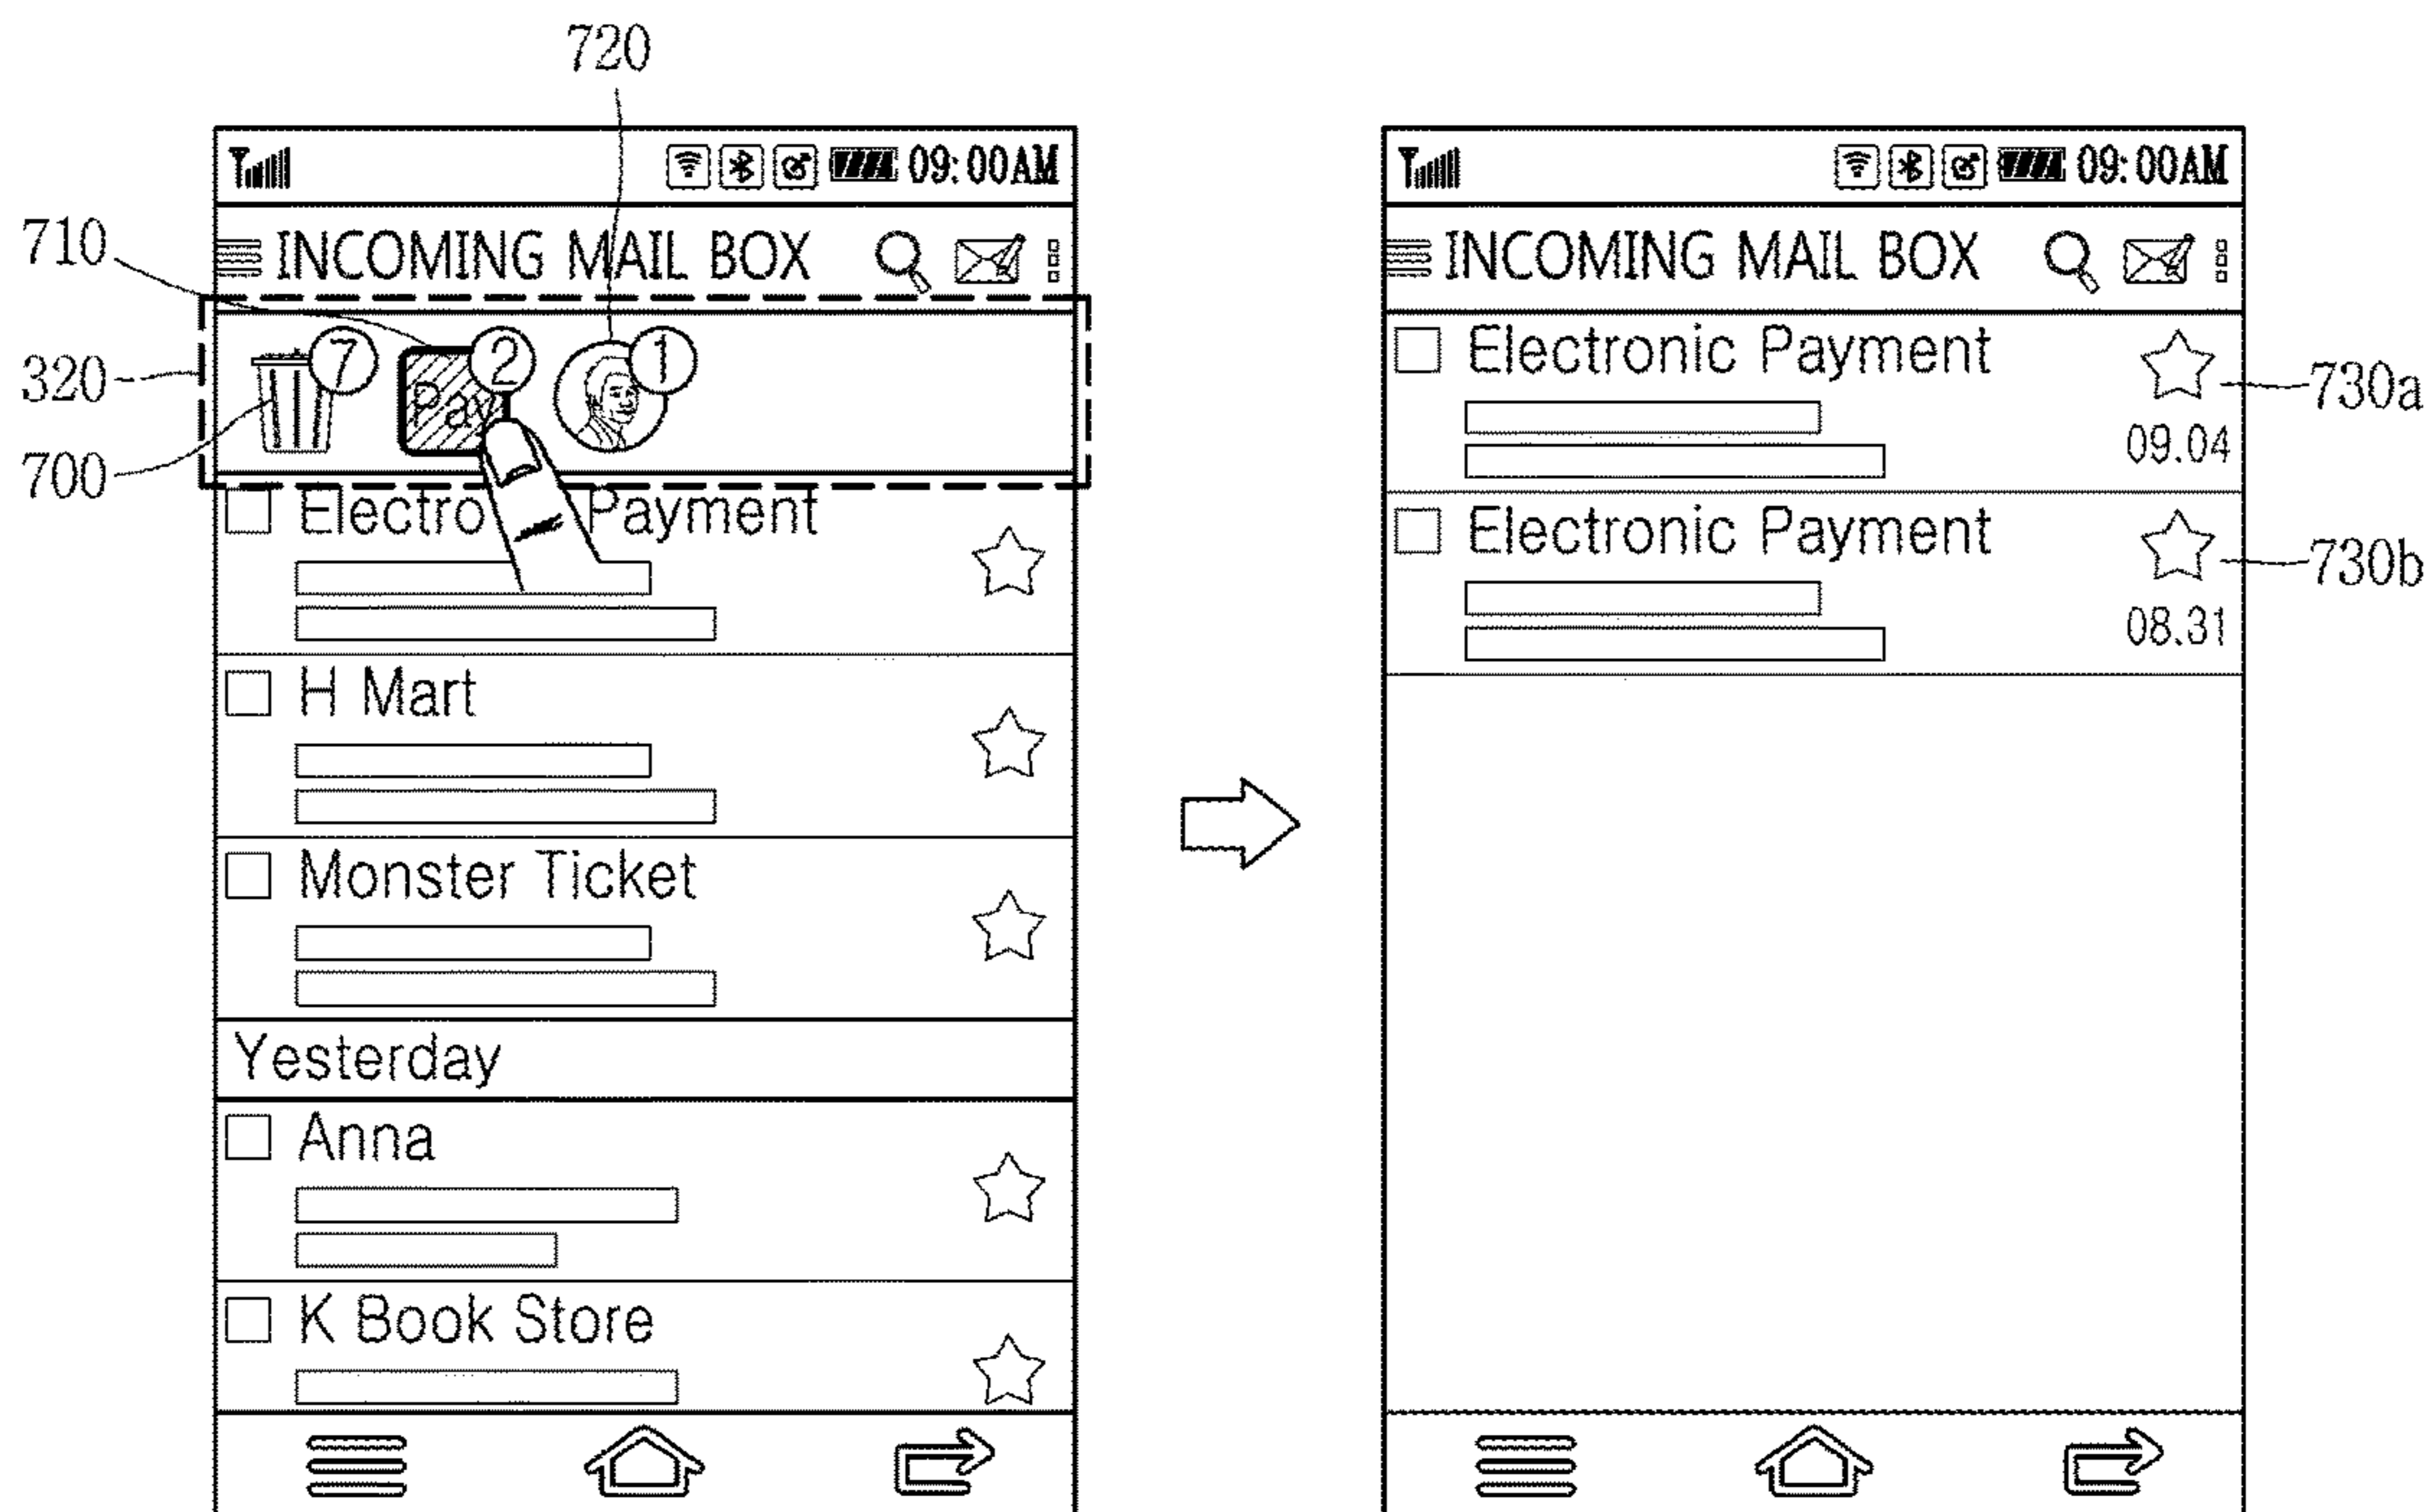 720
09:00AM
INCOMING MAIL BOX
710
320
700
7
2
1
Pay
Electro Payment
H Mart
Monster Ticket
Yesterday
Anna
K Book Store
09:00AM
INCOMING MAIL BOX
Electronic Payment
730a
09.04
Electronic Payment
730b
08.31